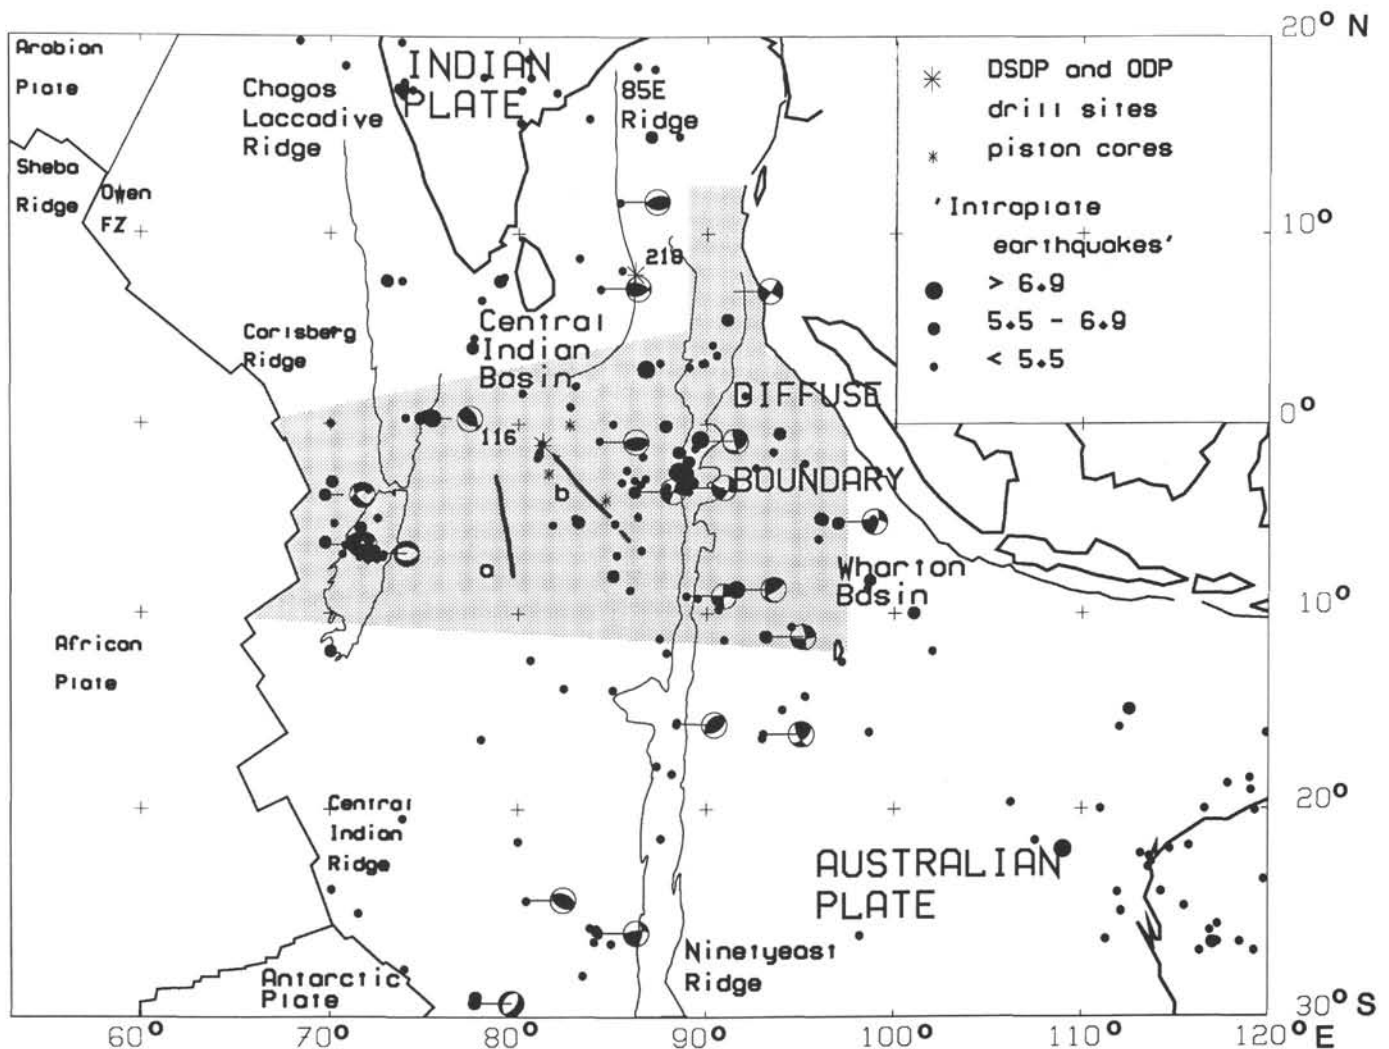 20° N
Arabian
Plate
Chagos
Laccadive
Ridge
INDIAN
PLATE
85E
Ridge
DSDP and ODP
drill sites
piston cores
'Intraplate
earthquakes'
> 6.9
5.5 - 6.9
< 5.5
Sheba
Ridge
Owen
FZ
10°
218
Carlsberg
Ridge
Central
Indian
Basin
DIFFUSE
BOUNDARY
0°
116
b
a
Wharton
Basin
10°
African
Plate
Central
Indian
Ridge
20°
AUSTRALIAN
PLATE
Ninetyeast
Ridge
Antarctic
Plate
30° S
60°
70°
80°
90°
100°
110°
120° E